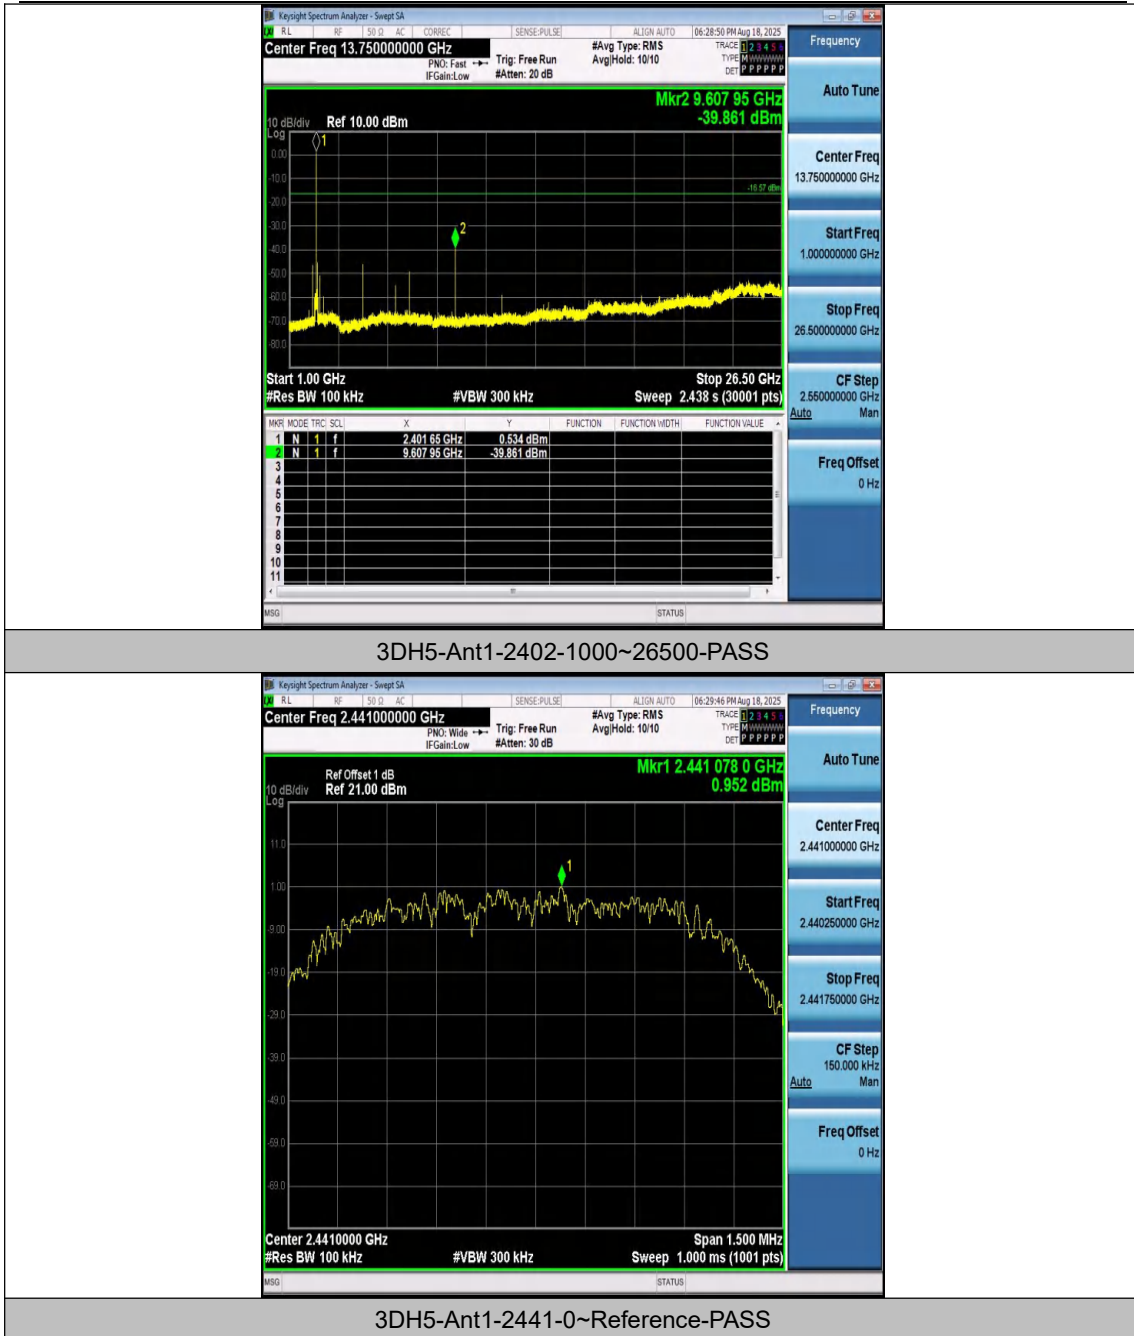 Keysight Spectrum Analyzer - Swept SA
RL RF 50 Ω AC CORREC SENSE:PULSE ALIGN AUTO 06:28:50 PM Aug 18, 2025
Center Freq 13.750000000 GHz
PNO: Fast
IFGain:Low
Trig: Free Run
#Atten: 20 dB
#Avg Type: RMS
Avg|Hold: 10/10
TRACE 1 2 3 4 5 6
TYPE M WWWWW
DET P P P P P P
Mkr2 9.607 95 GHz
-39.861 dBm
10 dB/div Ref 10.00 dBm
Log
1
0.00
-10.0
-16.57 dBm
-20.0
-30.0
2
-40.0
-50.0
-60.0
-70.0
-80.0
Start 1.00 GHz Stop 26.50 GHz
#Res BW 100 kHz #VBW 300 kHz Sweep 2.438 s (30001 pts)
MKR MODE TRC SCL X Y FUNCTION FUNCTION WIDTH FUNCTION VALUE
1 N 1 f 2.401 65 GHz 0.534 dBm
2 N 1 f 9.607 95 GHz -39.861 dBm
3
4
5
6
7
8
9
10
11
MSG STATUS
Frequency
Auto Tune
Center Freq
13.750000000 GHz
Start Freq
1.000000000 GHz
Stop Freq
26.500000000 GHz
CF Step
2.550000000 GHz
Auto Man
Freq Offset
0 Hz
3DH5-Ant1-2402-1000~26500-PASS
Keysight Spectrum Analyzer - Swept SA
RL RF 50 Ω AC SENSE:PULSE ALIGN AUTO 06:29:46 PM Aug 18, 2025
Center Freq 2.441000000 GHz
PNO: Wide
IFGain:Low
Trig: Free Run
#Atten: 30 dB
#Avg Type: RMS
Avg|Hold: 10/10
TRACE 1 2 3 4 5 6
TYPE M WWWWW
DET P P P P P P
Mkr1 2.441 078 0 GHz
0.952 dBm
Ref Offset 1 dB
10 dB/div Ref 21.00 dBm
Log
11.0
1
1.00
-9.00
-19.0
-29.0
-39.0
-49.0
-59.0
-69.0
Center 2.4410000 GHz Span 1.500 MHz
#Res BW 100 kHz #VBW 300 kHz Sweep 1.000 ms (1001 pts)
MSG STATUS
Frequency
Auto Tune
Center Freq
2.441000000 GHz
Start Freq
2.440250000 GHz
Stop Freq
2.441750000 GHz
CF Step
150.000 kHz
Auto Man
Freq Offset
0 Hz
3DH5-Ant1-2441-0~Reference-PASS